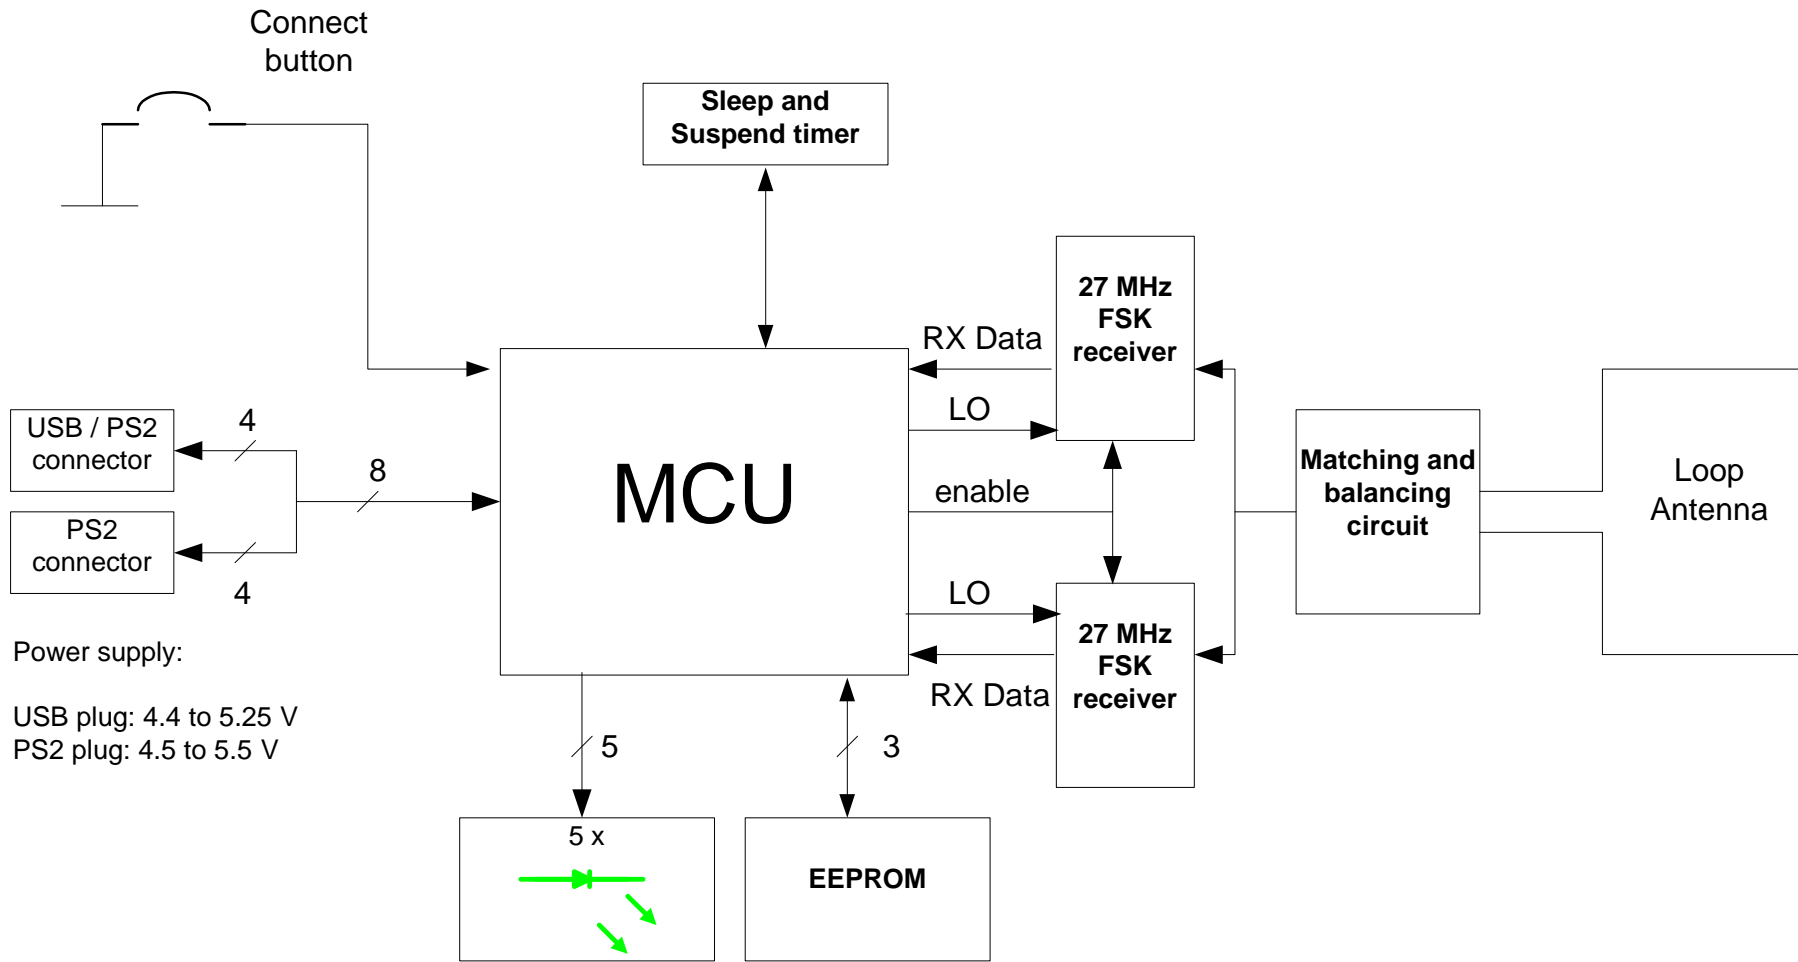 Connect
button
Sleep and
Suspend timer
27 MHz
FSK
receiver
RX Data
LO
USB / PS2
connector
4
8
MCU
enable
Matching and
balancing
circuit
Loop
Antenna
PS2
connector
4
LO
27 MHz
FSK
receiver
RX Data
Power supply:
USB plug: 4.4 to 5.25 V
PS2 plug: 4.5 to 5.5 V
5
3
5 x
EEPROM